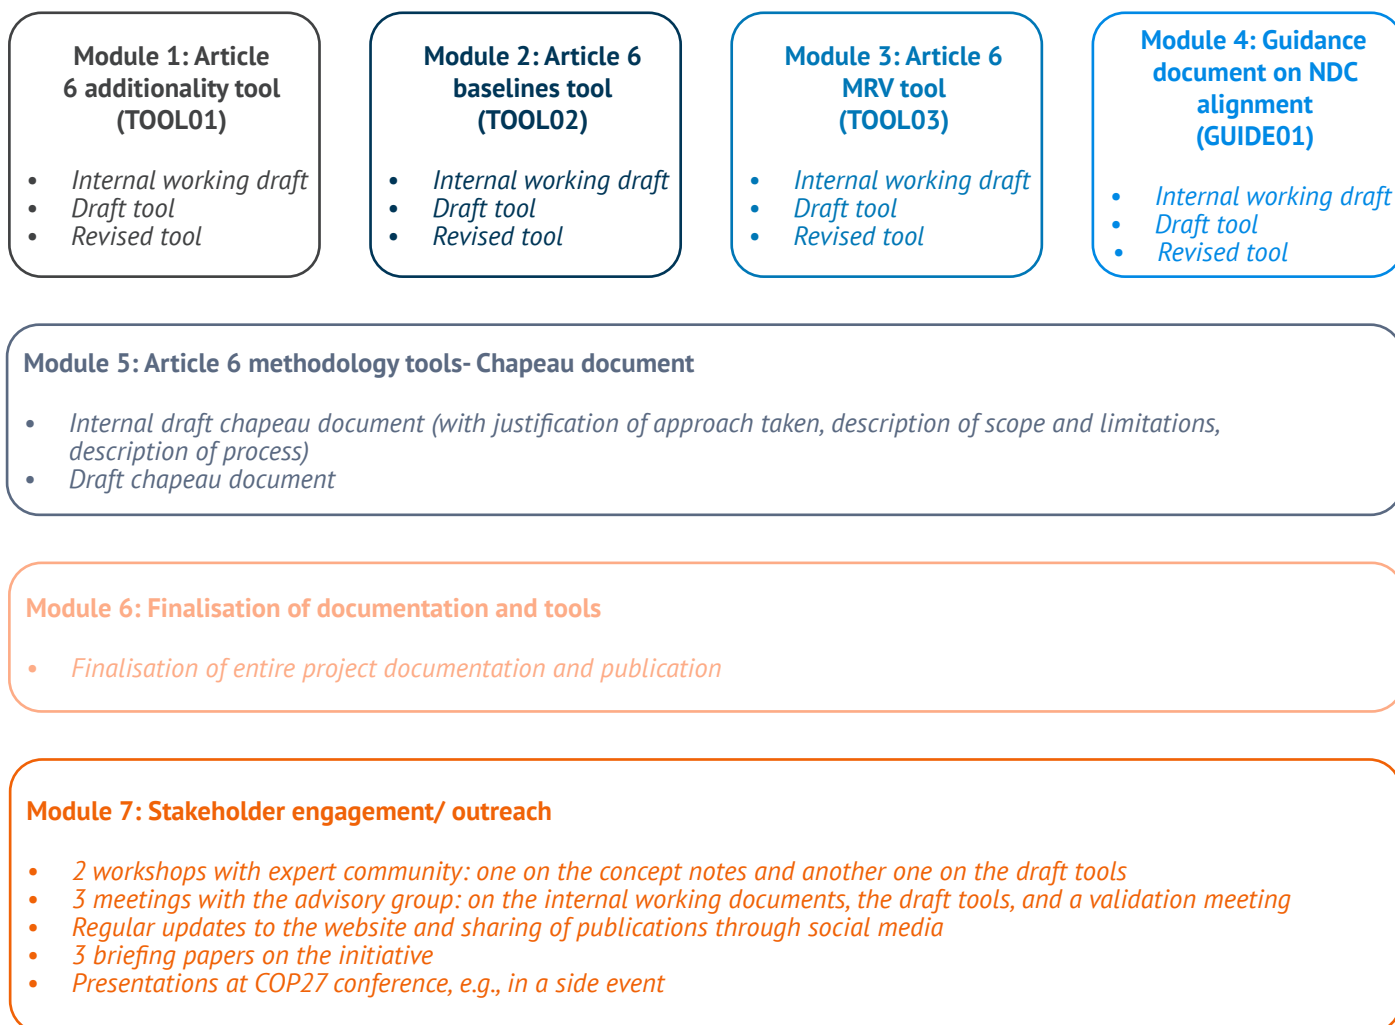 Module 1: Article
6 additionality tool
(TOOL01)
• Internal working draft
• Draft tool
• Revised tool
Module 2: Article 6
baselines tool
(TOOL02)
• Internal working draft
• Draft tool
• Revised tool
Module 3: Article 6
MRV tool
(TOOL03)
• Internal working draft
• Draft tool
• Revised tool
Module 4: Guidance
document on NDC
alignment
(GUIDE01)
• Internal working draft
• Draft tool
• Revised tool
Module 5: Article 6 methodology tools- Chapeau document
• Internal draft chapeau document (with justification of approach taken, description of scope and limitations,
description of process)
• Draft chapeau document
Module 6: Finalisation of documentation and tools
• Finalisation of entire project documentation and publication
Module 7: Stakeholder engagement/ outreach
• 2 workshops with expert community: one on the concept notes and another one on the draft tools
• 3 meetings with the advisory group: on the internal working documents, the draft tools, and a validation meeting
• Regular updates to the website and sharing of publications through social media
• 3 briefing papers on the initiative
• Presentations at COP27 conference, e.g., in a side event